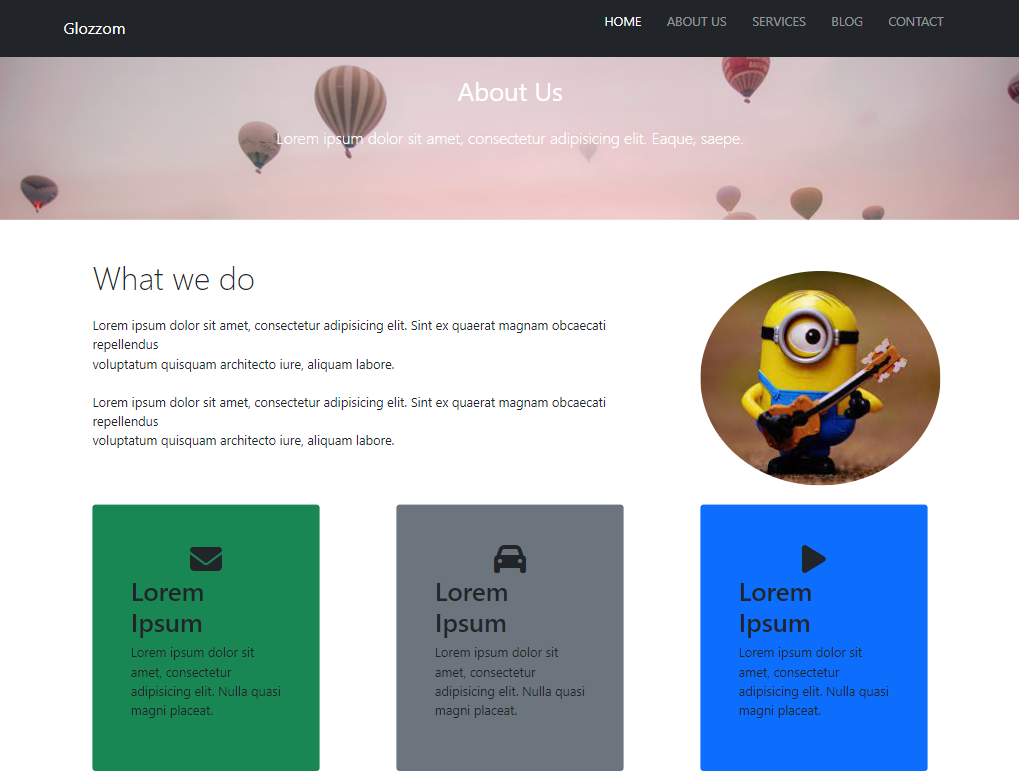 Glozzom
HOME ABOUT US SERVICES BLOG CONTACT
About Us
Lorem ipsum dolor sit amet, consectetur adipisicing elit. Eaque, saepe.
What we do
Lorem ipsum dolor sit amet, consectetur adipisicing elit. Sint ex quaerat magnam obcaecati
repellendus
voluptatum quisquam architecto iure, aliquam labore.
Lorem ipsum dolor sit amet, consectetur adipisicing elit. Sint ex quaerat magnam obcaecati
repellendus
voluptatum quisquam architecto iure, aliquam labore.
Lorem
Ipsum
Lorem ipsum dolor sit
amet, consectetur
adipisicing elit. Nulla quasi
magni placeat.
Lorem
Ipsum
Lorem ipsum dolor sit
amet, consectetur
adipisicing elit. Nulla quasi
magni placeat.
Lorem
Ipsum
Lorem ipsum dolor sit
amet, consectetur
adipisicing elit. Nulla quasi
magni placeat.